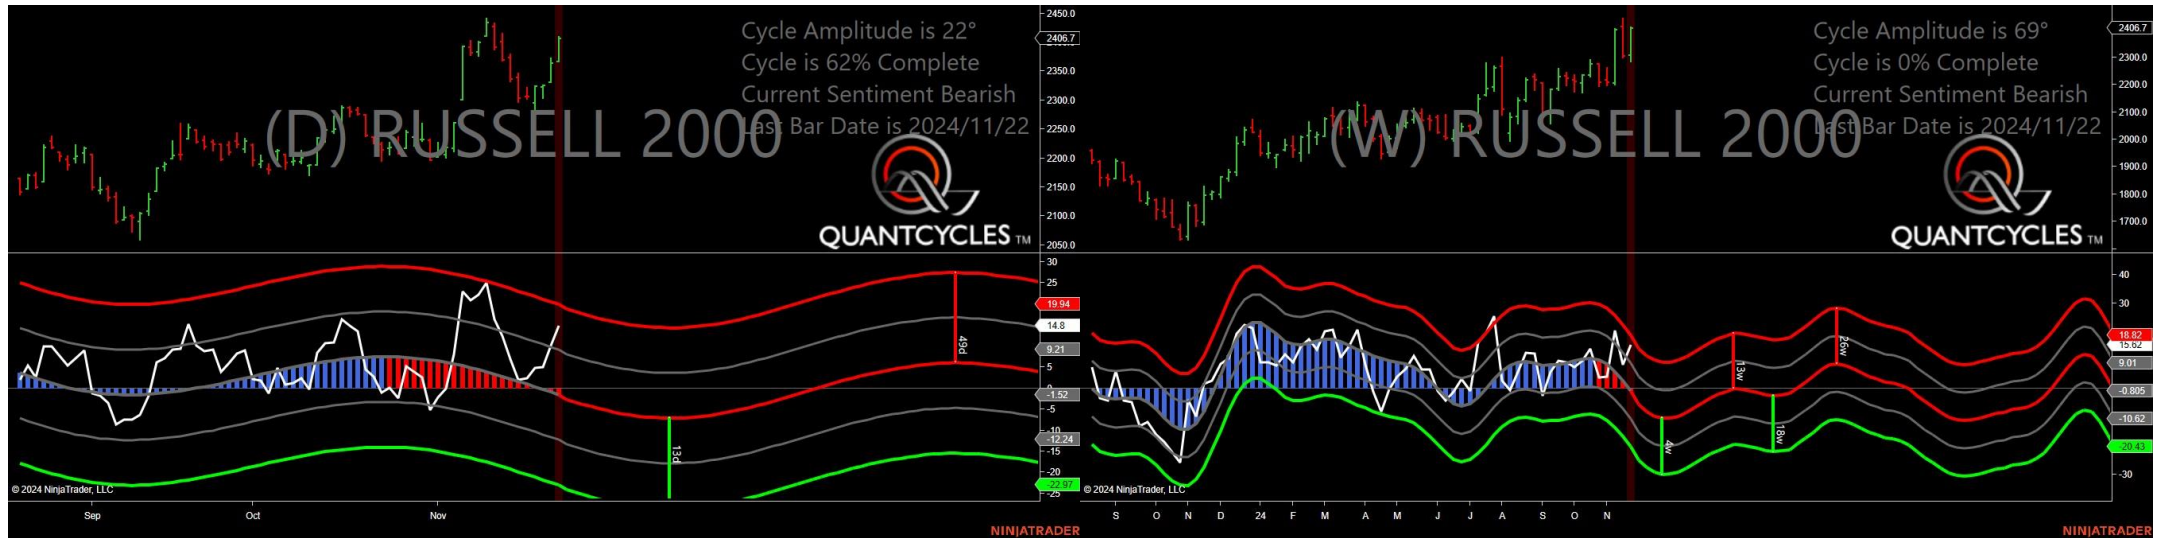 Cycle Amplitude is 22°
Cycle is 62% Complete
Current Sentiment Bearish
Last Bar Date is 2024/11/22
(D) RUSSELL 2000
QUANTCYCLES TM
2450.0
2406.7
2350.0
2300.0
2250.0
2200.0
2150.0
2100.0
2050.0
30
25
19.94
14.8
9.21
5
0
-1.52
-5
-10
-12.24
-15
-20
-22.97
-25
49d
13d
© 2024 NinjaTrader, LLC
Sep Oct Nov
NINJATRADER
Cycle Amplitude is 69°
Cycle is 0% Complete
Current Sentiment Bearish
Last Bar Date is 2024/11/22
(W) RUSSELL 2000
QUANTCYCLES TM
2406.7
2300.0
2200.0
2100.0
2000.0
1900.0
1800.0
1700.0
40
30
18.82
15.62
9.01
-0.805
-10.62
-20.43
-30
13w
26w
4w
18w
© 2024 NinjaTrader, LLC
S O N D 24 F M A M J J A S O N
NINJATRADER